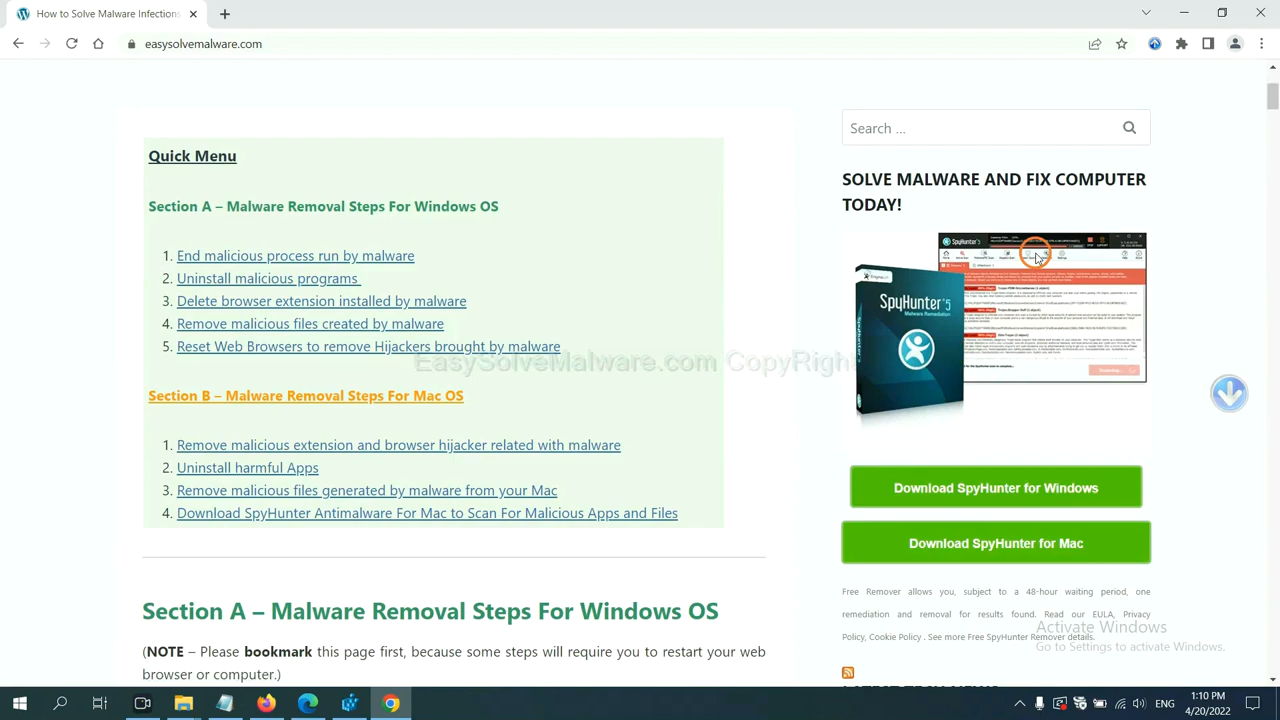 How to Solve Malware Infections
easysolvemalware.com
Search ...
Quick Menu
SOLVE MALWARE AND FIX COMPUTER
TODAY!
Section A – Malware Removal Steps For Windows OS
1. End malicious process run by malware
2. Uninstall malicious programs
3. Delete browser extension installed by malware
4. Remove malicious files created by malware
5. Reset Web Browser to Remove Hijackers brought by malware
Section B – Malware Removal Steps For Mac OS
1. Remove malicious extension and browser hijacker related with malware
2. Uninstall harmful Apps
3. Remove malicious files generated by malware from your Mac
4. Download SpyHunter Antimalware For Mac to Scan For Malicious Apps and Files
SpyHunter 5
SpyHunter'5
Malware Remediation
Download SpyHunter for Windows
Download SpyHunter for Mac
Free Remover allows you, subject to a 48-hour waiting period, one
remediation and removal for results found. Read our EULA, Privacy
Policy, Cookie Policy . See more Free SpyHunter Remover details.
Section A – Malware Removal Steps For Windows OS
(NOTE – Please bookmark this page first, because some steps will require you to restart your web
browser or computer.)
Activate Windows
Go to Settings to activate Windows.
ENG
1:10 PM
4/20/2022